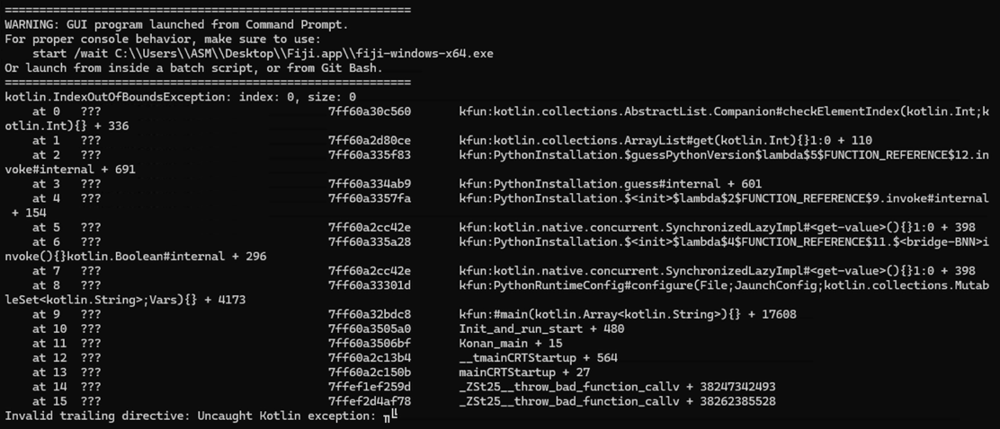 ==========================================================
WARNING: GUI program launched from Command Prompt.
For proper console behavior, make sure to use:
    start /wait C:\\Users\\ASM\\Desktop\\Fiji.app\\fiji-windows-x64.exe
Or launch from inside a batch script, or from Git Bash.
==========================================================
kotlin.IndexOutOfBoundsException: index: 0, size: 0
    at 0   ???                                7ff60a30c560       kfun:kotlin.collections.AbstractList.Companion#checkElementIndex(kotlin.Int;k
otlin.Int){} + 336
    at 1   ???                                7ff60a2d80ce       kfun:kotlin.collections.ArrayList#get(kotlin.Int){}1:0 + 110
    at 2   ???                                7ff60a335f83       kfun:PythonInstallation.$guessPythonVersion$lambda$5$FUNCTION_REFERENCE$12.in
voke#internal + 691
    at 3   ???                                7ff60a334ab9       kfun:PythonInstallation.guess#internal + 601
    at 4   ???                                7ff60a3357fa       kfun:PythonInstallation.$<init>$lambda$2$FUNCTION_REFERENCE$9.invoke#internal
 + 154
    at 5   ???                                7ff60a2cc42e       kfun:kotlin.native.concurrent.SynchronizedLazyImpl#<get-value>(){}1:0 + 398
    at 6   ???                                7ff60a335a28       kfun:PythonInstallation.$<init>$lambda$4$FUNCTION_REFERENCE$11.$<bridge-BNN>i
nvoke(){}kotlin.Boolean#internal + 296
    at 7   ???                                7ff60a2cc42e       kfun:kotlin.native.concurrent.SynchronizedLazyImpl#<get-value>(){}1:0 + 398
    at 8   ???                                7ff60a33301d       kfun:PythonRuntimeConfig#configure(File;JaunchConfig;kotlin.collections.Mutab
leSet<kotlin.String>;Vars){} + 4173
    at 9   ???                                7ff60a32bdc8       kfun:#main(kotlin.Array<kotlin.String>){} + 17608
    at 10  ???                                7ff60a3505a0       Init_and_run_start + 480
    at 11  ???                                7ff60a3506bf       Konan_main + 15
    at 12  ???                                7ff60a2c13b4       __tmainCRTStartup + 564
    at 13  ???                                7ff60a2c150b       mainCRTStartup + 27
    at 14  ???                                7ffef1ef259d       _ZSt25__throw_bad_function_callv + 38247342493
    at 15  ???                                7ffef2d4af78       _ZSt25__throw_bad_function_callv + 38262385528
Invalid trailing directive: Uncaught Kotlin exception: ╖╙